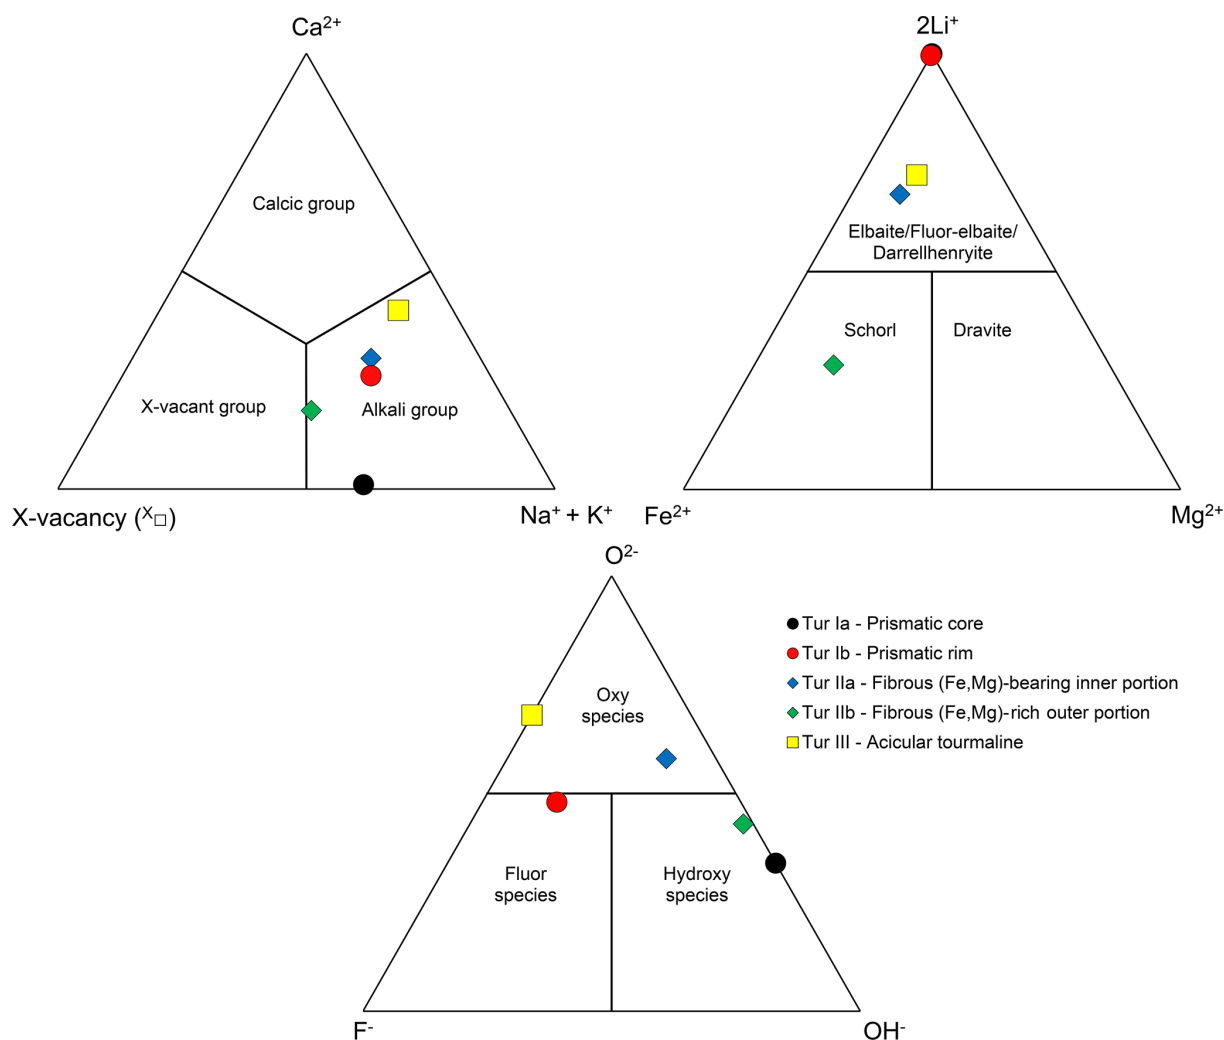 Ca2+
2Li+
Calcic group
Elbaite/Fluor-elbaite/
Darrellhenryite
Schorl
Dravite
X-vacant group
Alkali group
X-vacancy (X□)
Na+ + K+
Fe2+
Mg2+
O2-
Tur Ia - Prismatic core
Tur Ib - Prismatic rim
Tur IIa - Fibrous (Fe,Mg)-bearing inner portion
Tur IIb - Fibrous (Fe,Mg)-rich outer portion
Tur III - Acicular tourmaline
Oxy
species
Fluor
species
Hydroxy
species
F-
OH-